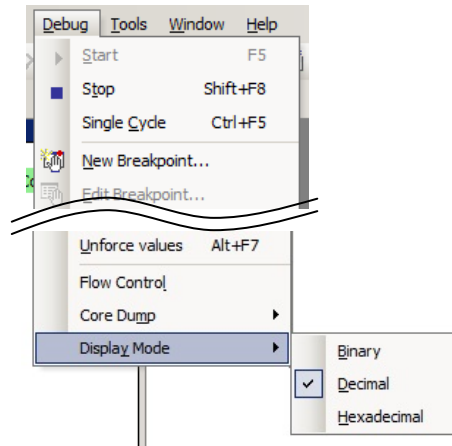 Debug Tools Window Help
Start F5
Stop Shift+F8
Single Cycle Ctrl+F5
New Breakpoint...
Edit Breakpoint...
Unforce values Alt+F7
Flow Control
Core Dump
Display Mode
Binary
Decimal
Hexadecimal